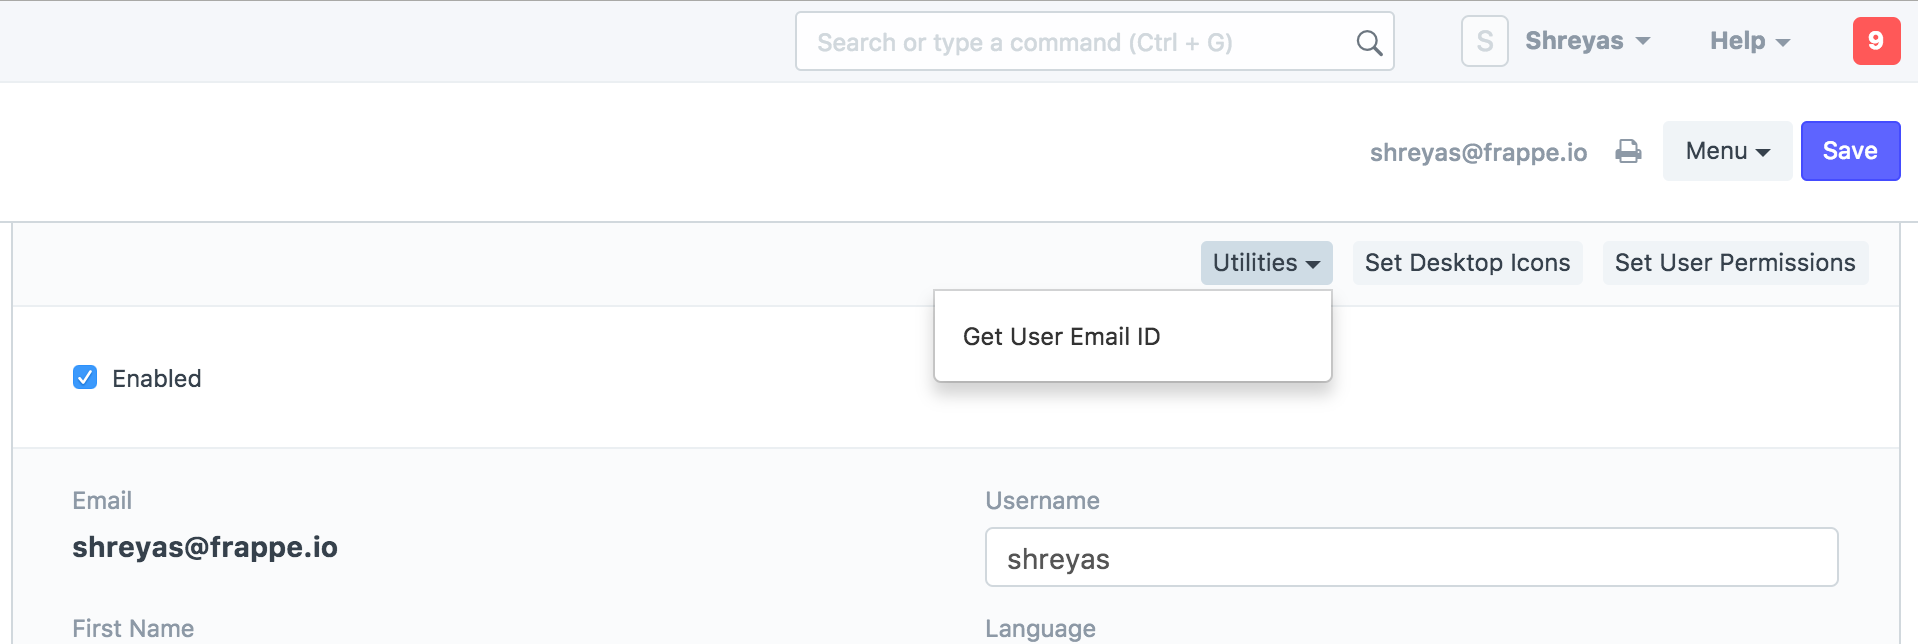 Search or type a command (Ctrl + G)
S Shreyas Help 9
shreyas@frappe.io Menu Save
Utilities Set Desktop Icons Set User Permissions
Get User Email ID
Enabled
Email
shreyas@frappe.io
Username
shreyas
First Name
Language